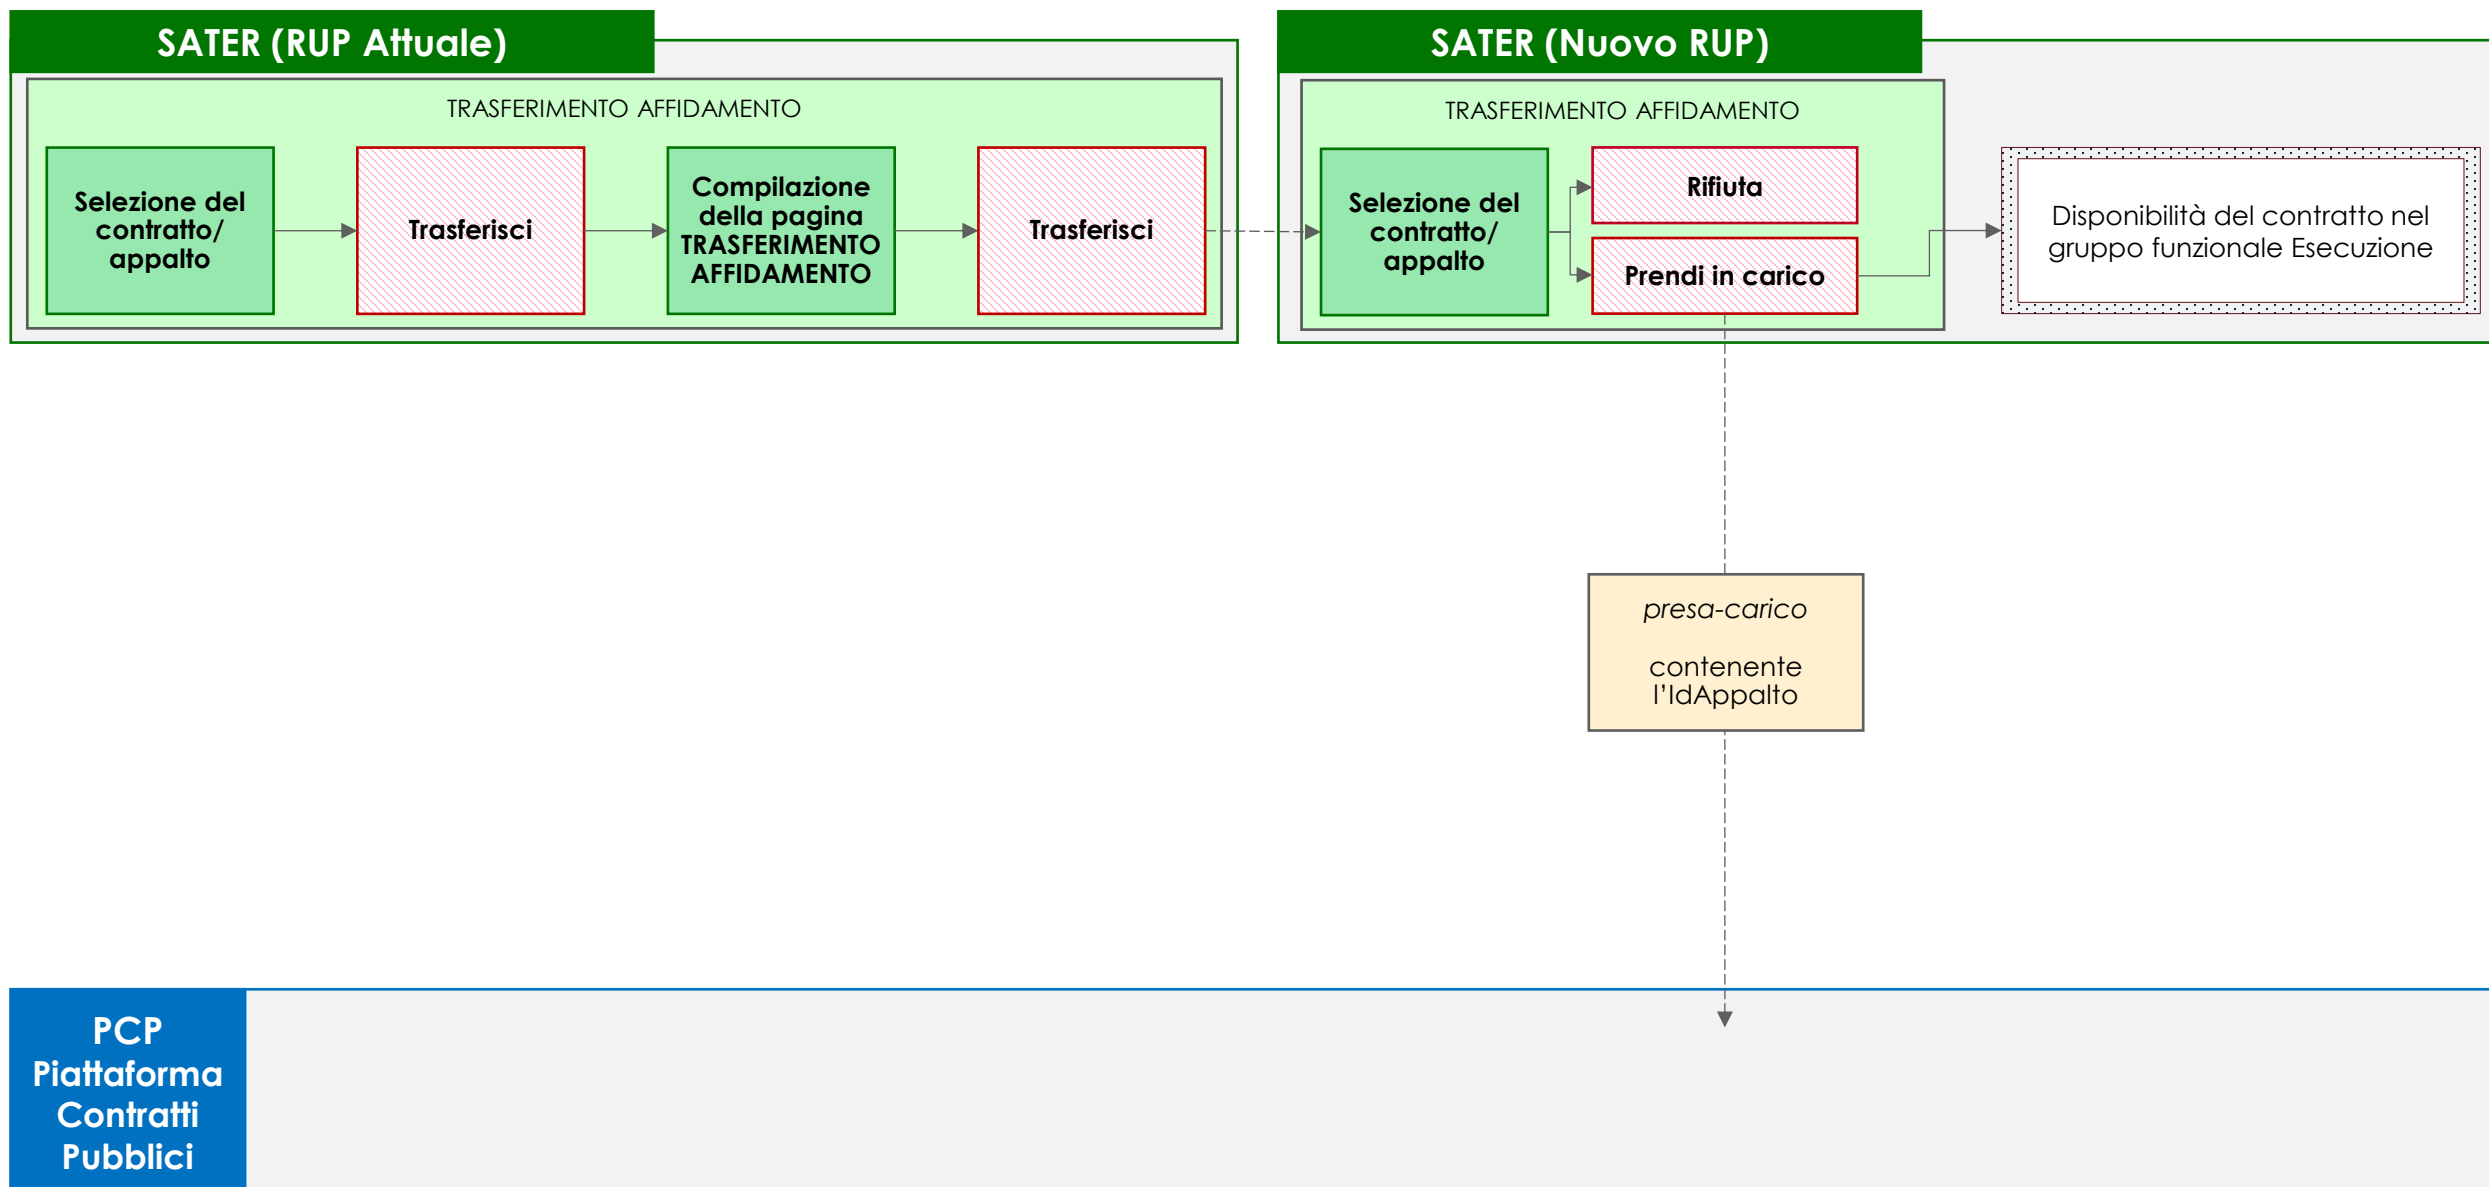 SATER (RUP Attuale)
TRASFERIMENTO AFFIDAMENTO
Selezione del
contratto/
appalto
Trasferisci
Compilazione
della pagina
TRASFERIMENTO
AFFIDAMENTO
Trasferisci
SATER (Nuovo RUP)
TRASFERIMENTO AFFIDAMENTO
Selezione del
contratto/
appalto
Rifiuta
Prendi in carico
Disponibilità del contratto nel
gruppo funzionale Esecuzione
presa-carico
contenente
l'IdAppalto
PCP
Piattaforma
Contratti
Pubblici